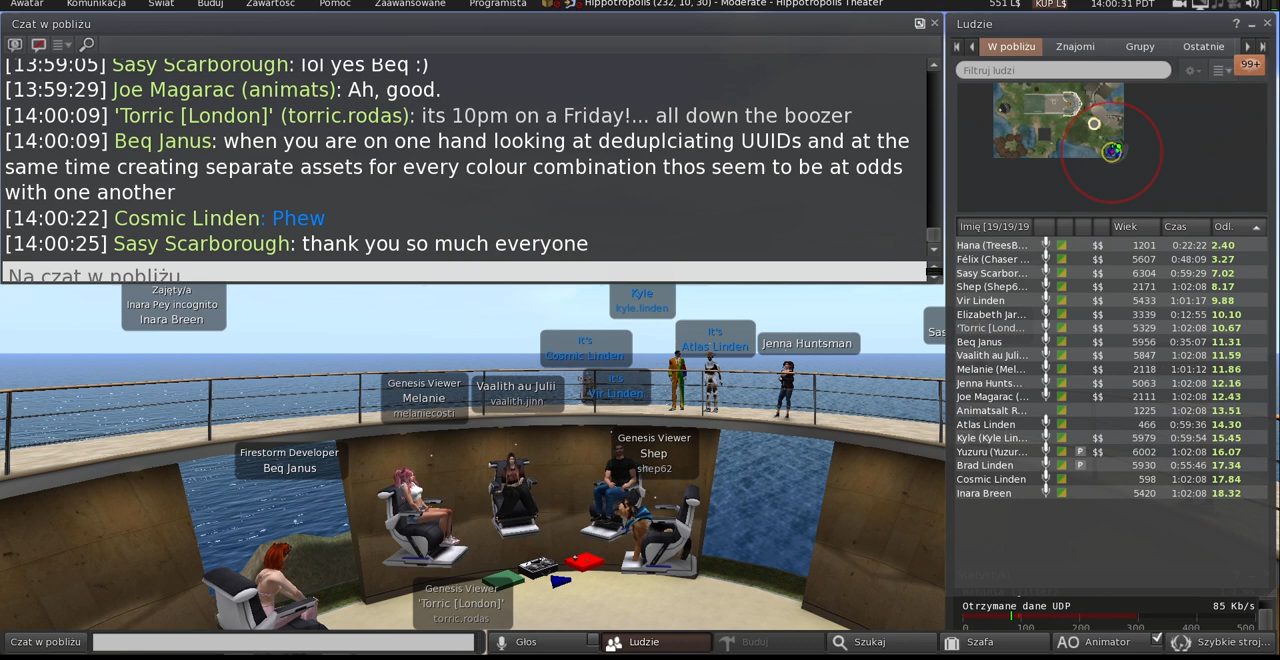 Awatar Komunikacja Świat Buduj Zawartość Pomoc Zaawansowane Programista Hippotropolis (232, 10, 30) - Moderate - Hippotropolis Theater 551 L$ KUP L$ 14:00:31 PDT
Czat w pobliżu
[13:59:05] Sasy Scarborough: lol yes Beq :)
[13:59:29] Joe Magarac (animats): Ah, good.
[14:00:09] 'Torric [London]' (torric.rodas): its 10pm on a Friday!... all down the boozer
[14:00:09] Beq Janus: when you are on one hand looking at deduplciating UUIDs and at the
same time creating separate assets for every colour combination thos seem to be at odds
with one another
[14:00:22] Cosmic Linden: Phew
[14:00:25] Sasy Scarborough: thank you so much everyone
Na czat w pobliżu
Zajęty/a
Inara Pey incognito
Inara Breen
Kyle
kyle.linden
It's
Cosmic Linden
It's
Atlas Linden
Jenna Huntsman
Sas
Genesis Viewer
Melanie
melaniecosti
Vaalith au Julii
vaalith.jinn
It's
Vir Linden
Firestorm Developer
Beq Janus
Genesis Viewer
Shep
shep62
Genesis Viewer
'Torric [London]'
torric.rodas
Ludzie
?
W pobliżu Znajomi Grupy Ostatnie
99+
Filtruj ludzi
Imię [19/19/19 Wiek Czas Odl.
Hana (TreesB... $$ 1201 0:22:22 2.40
Félix (Chaser ... $$ 5607 0:48:09 3.27
Sasy Scarbor... $$ 6304 0:59:29 7.02
Shep (Shep6... $$ 2171 1:02:08 8.17
Vir Linden $$ 5433 1:01:17 9.88
Elizabeth Jar... $$ 3339 0:12:55 10.10
'Torric [Lond... $$ 5329 1:02:08 10.67
Beq Janus $$ 5956 0:35:07 11.31
Vaalith au Juli... $$ 5847 1:02:08 11.59
Melanie (Mel... $$ 2118 1:01:12 11.86
Jenna Hunts... $$ 5063 1:02:08 12.16
Joe Magarac (... $$ 2111 1:02:08 12.43
Animatsalt R... 1225 1:02:08 13.51
Atlas Linden 466 0:59:36 14.30
Kyle (Kyle Lin... $$ 5979 0:59:54 15.45
Yuzuru (Yuzur... P $$ 6002 1:02:08 16.07
Brad Linden P 5930 0:55:46 17.34
Cosmic Linden 598 1:02:08 17.84
Inara Breen 5420 1:02:08 18.32
Otrzymane dane UDP 85 Kb/s
0 100 200 300 400 500
Czat w pobliżu Głos Ludzie Buduj Szukaj Szafa AO Animator Szybkie stroj...